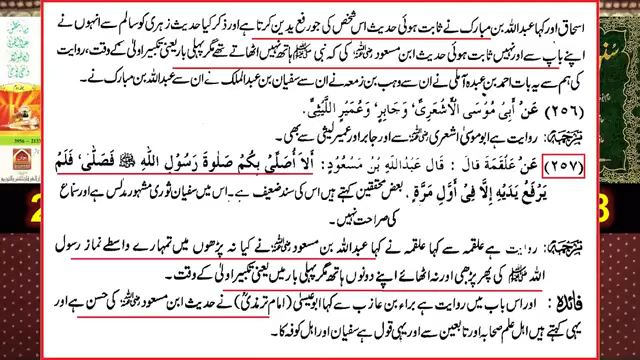 اسحاق اور کہا عبداللہ بن مبارک نے ثابت ہوئی حدیث اس شخص کی جو رفع یدین کرتا ہے اور ذکر کیا حدیث زہری کو سالم سے انہوں نے
اپنے باپ سے اور نہیں ثابت ہوئی حدیث ابن مسعود رضی اللہ عنہ کی کہ نبی ﷺ ہاتھ نہیں اٹھاتے تھے مگر پہلی بار یعنی تکبیر اولیٰ کے وقت، روایت
کی ہم سے یہ بات احمد بن عبدہ آملی نے ان سے وہب بن زمعہ نے ان سے سفیان بن عبدالملک نے ان سے عبداللہ بن مبارک نے۔
(٢٥٦) عَنْ أَبِيْ مُوْسَى الْأَشْعَرِيِّ، وَجَابِرٍ، وَعُمَيْرٍ اللَّيْثِيِّ.
ترجمہ: روایت ہے ابو موسیٰ اشعری رضی اللہ عنہ سے اور جابر اور عمیر لیثی سے بھی۔
(٢٥٧) عَنْ عَلْقَمَةَ قَالَ: قَالَ عَبْدُاللهِ بْنُ مَسْعُوْدٍ: أَلَا أُصَلِّيْ بِكُمْ صَلٰوةَ رَسُوْلِ اللهِ ﷺ فَصَلّٰى، فَلَمْ
يَرْفَعْ يَدَيْهِ إِلَّا فِيْ أَوَّلِ مَرَّةٍ. بعض محققین کہتے ہیں اس کی سند ضعیف ہے۔ اس میں سفیان ثوری مشہور مدلس ہے اور سماع
کی صراحت نہیں۔
ترجمہ: روایت ہے علقمہ سے کہا علقمہ نے کہا عبداللہ بن مسعود رضی اللہ عنہ نے کیا نہ پڑھوں میں تمہارے واسطے نماز رسول
اللہ ﷺ کی پھر پڑھی اور نہ اٹھائے اپنے دونوں ہاتھ مگر پہلی بار میں یعنی تکبیر اولیٰ کے وقت۔
فائدہ: اور اس باب میں روایت ہے براء بن عازب سے کہا ابو عیسیٰ (امام ترمذی) نے حدیث ابن مسعود رضی اللہ عنہ کی حسن ہے اور
یہی کہتے ہیں اہل علم صحابہ اور تابعین سے اور یہی قول ہے سفیان اور اہل کوفہ کا۔